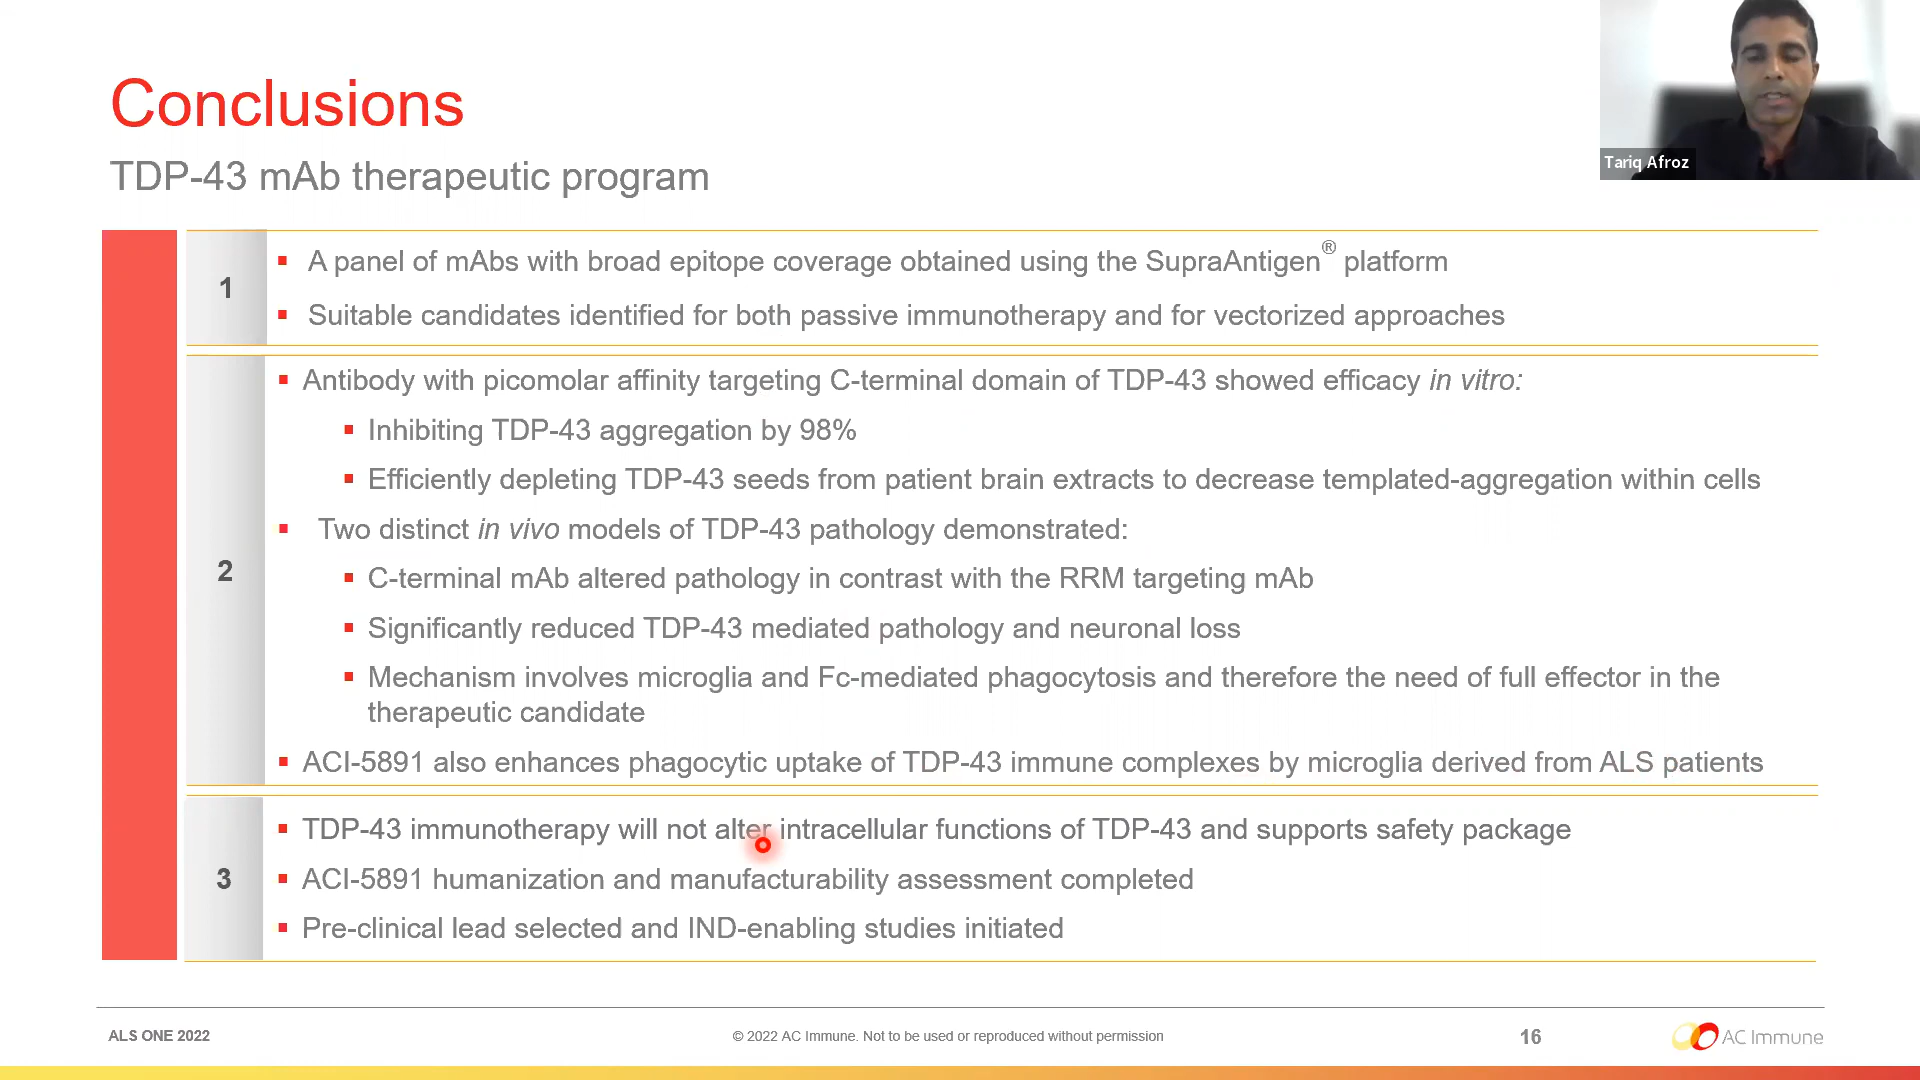 Conclusions
TDP-43 mAb therapeutic program
Tariq Afroz
1
▪ A panel of mAbs with broad epitope coverage obtained using the SupraAntigen® platform
▪ Suitable candidates identified for both passive immunotherapy and for vectorized approaches
2
▪ Antibody with picomolar affinity targeting C-terminal domain of TDP-43 showed efficacy in vitro:
▪ Inhibiting TDP-43 aggregation by 98%
▪ Efficiently depleting TDP-43 seeds from patient brain extracts to decrease templated-aggregation within cells
▪ Two distinct in vivo models of TDP-43 pathology demonstrated:
▪ C-terminal mAb altered pathology in contrast with the RRM targeting mAb
▪ Significantly reduced TDP-43 mediated pathology and neuronal loss
▪ Mechanism involves microglia and Fc-mediated phagocytosis and therefore the need of full effector in the
therapeutic candidate
▪ ACI-5891 also enhances phagocytic uptake of TDP-43 immune complexes by microglia derived from ALS patients
3
▪ TDP-43 immunotherapy will not alter intracellular functions of TDP-43 and supports safety package
▪ ACI-5891 humanization and manufacturability assessment completed
▪ Pre-clinical lead selected and IND-enabling studies initiated
ALS ONE 2022
© 2022 AC Immune. Not to be used or reproduced without permission
16
AC Immune